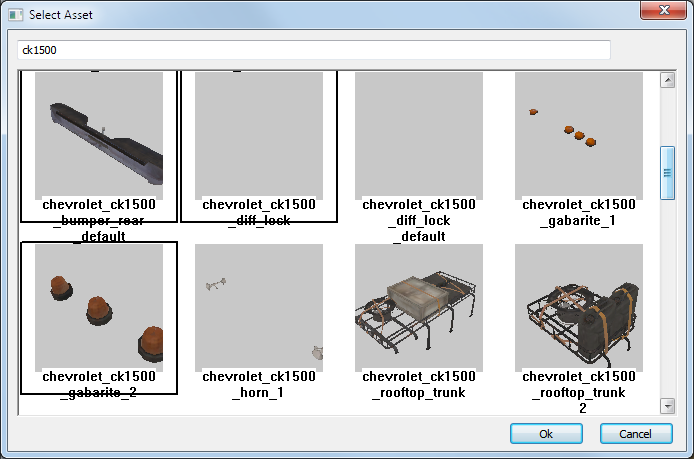 Select Asset
ck1500
chevrolet_ck1500
_bumper_rear
_default
chevrolet_ck1500
_diff_lock
chevrolet_ck1500
_diff_lock
_default
chevrolet_ck1500
_gabarite_1
chevrolet_ck1500
_gabarite_2
chevrolet_ck1500
_horn_1
chevrolet_ck1500
_rooftop_trunk
chevrolet_ck1500
_rooftop_trunk
2
Ok
Cancel